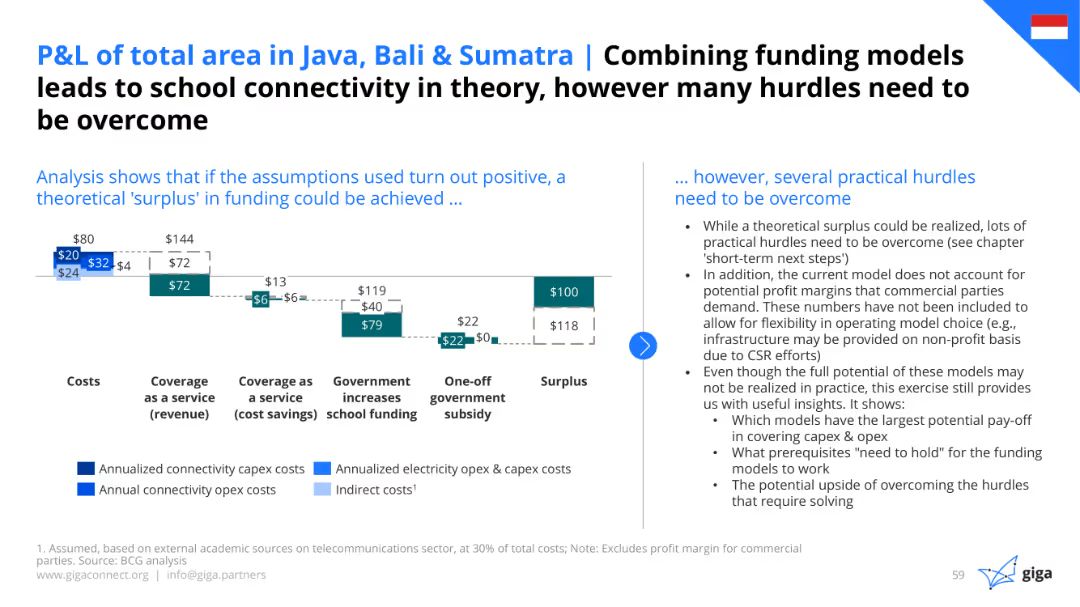 P&L of total area in Java, Bali & Sumatra | Combining funding models
leads to school connectivity in theory, however many hurdles need to
be overcome
Analysis shows that if the assumptions used turn out positive, a
theoretical 'surplus' in funding could be achieved ...
$80
$20
$32
$4
$24
$144
$72
$72
$13
$6
$6
$119
$40
$79
$22
$22
$0
$100
$118
Costs
Coverage
as a service
(revenue)
Coverage as
a service
(cost savings)
Government
increases
school funding
One-off
government
subsidy
Surplus
Annualized connectivity capex costs
Annualized electricity opex & capex costs
Annual connectivity opex costs
Indirect costs¹
... however, several practical hurdles
need to be overcome
• While a theoretical surplus could be realized, lots of
practical hurdles need to be overcome (see chapter
'short-term next steps')
• In addition, the current model does not account for
potential profit margins that commercial parties
demand. These numbers have not been included to
allow for flexibility in operating model choice (e.g.,
infrastructure may be provided on non-profit basis
due to CSR efforts)
• Even though the full potential of these models may
not be realized in practice, this exercise still provides
us with useful insights. It shows:
• Which models have the largest potential pay-off
in covering capex & opex
• What prerequisites "need to hold" for the funding
models to work
• The potential upside of overcoming the hurdles
that require solving
1. Assumed, based on external academic sources on telecommunications sector, at 30% of total costs; Note: Excludes profit margin for commercial
parties. Source: BCG analysis
www.gigaconnect.org | info@giga.partners
59
giga